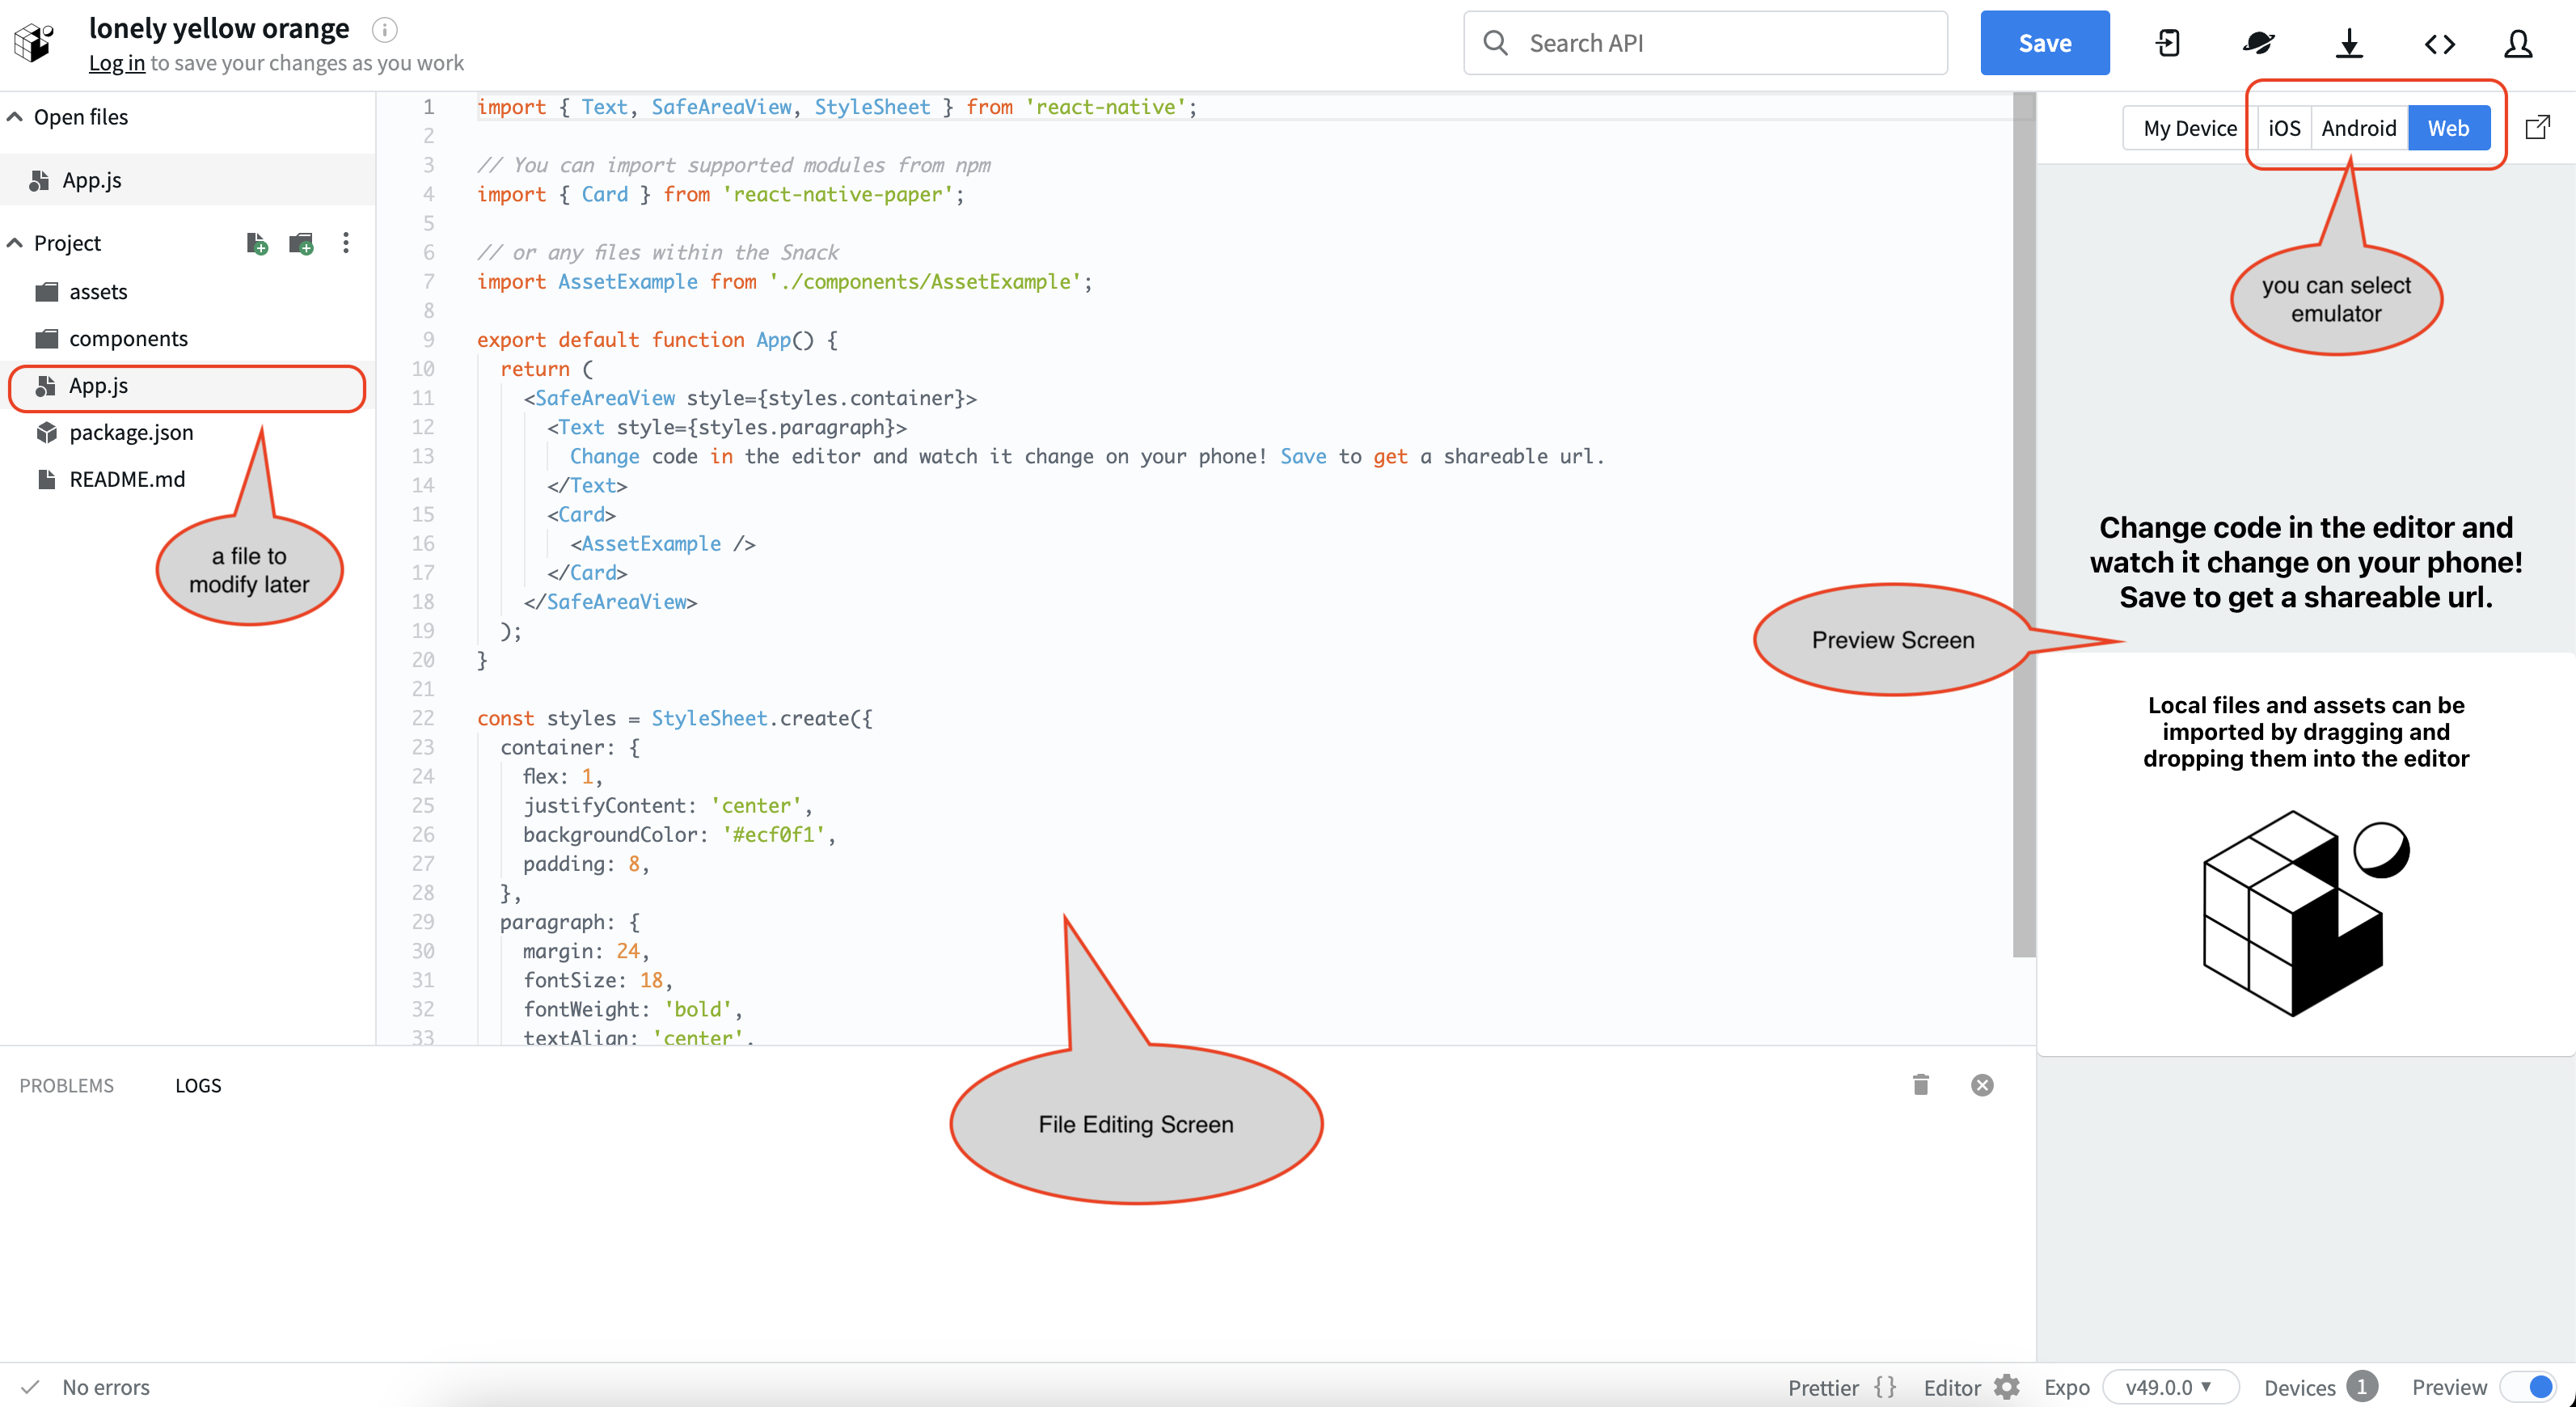 lonely yellow orange
Log in to save your changes as you work
Search API
Save
Open files
App.js
Project
assets
components
App.js
package.json
README.md
a file to
modify later
1 import { Text, SafeAreaView, StyleSheet } from 'react-native';
2
3 // You can import supported modules from npm
4 import { Card } from 'react-native-paper';
5
6 // or any files within the Snack
7 import AssetExample from './components/AssetExample';
8
9 export default function App() {
10 return (
11 <SafeAreaView style={styles.container}>
12 <Text style={styles.paragraph}>
13 Change code in the editor and watch it change on your phone! Save to get a shareable url.
14 </Text>
15 <Card>
16 <AssetExample />
17 </Card>
18 </SafeAreaView>
19 );
20 }
21
22 const styles = StyleSheet.create({
23 container: {
24 flex: 1,
25 justifyContent: 'center',
26 backgroundColor: '#ecf0f1',
27 padding: 8,
28 },
29 paragraph: {
30 margin: 24,
31 fontSize: 18,
32 fontWeight: 'bold',
33 textAlign: 'center',
File Editing Screen
My Device iOS Android Web
you can select
emulator
Preview Screen
Change code in the editor and
watch it change on your phone!
Save to get a shareable url.
Local files and assets can be
imported by dragging and
dropping them into the editor
PROBLEMS LOGS
No errors
Prettier {} Editor Expo v49.0.0 Devices 1 Preview